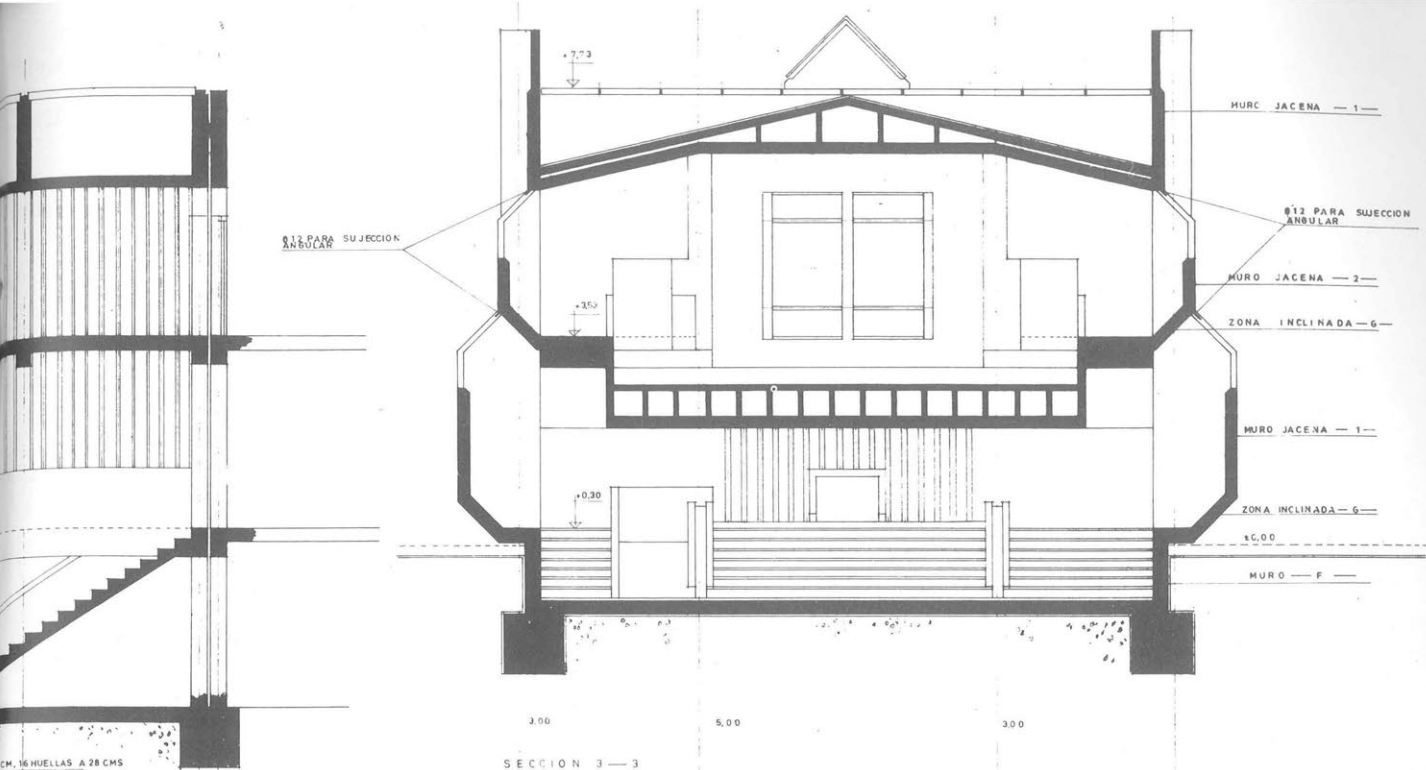 +7,73
MURO JACENA — 1 —
Ø12 PARA SUJECCION
ANGULAR
Ø12 PARA SUJECCION
ANGULAR
MURO JACENA — 2 —
+3,53
ZONA INCLINADA — G —
MURO JACENA — 1 —
+0,30
ZONA INCLINADA — G —
±0,00
MURO — F —
3,00
5,00
3,00
CM, 16 HUELLAS A 28 CMS
SECCION 3 — 3